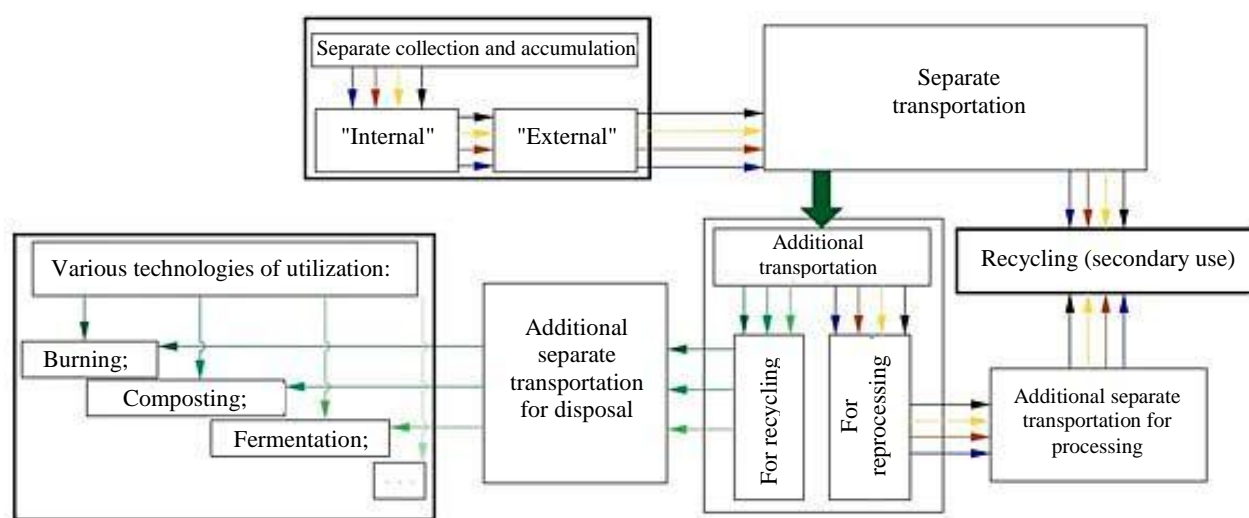 Separate collection and accumulation
"Internal"
"External"
Separate
transportation
Additional
transportation
Recycling (secondary use)
Various technologies of utilization:
Burning;
Composting;
Fermentation;
. . .
Additional
separate
transportation
for disposal
For recycling
For
reprocessing
Additional separate
transportation for
processing